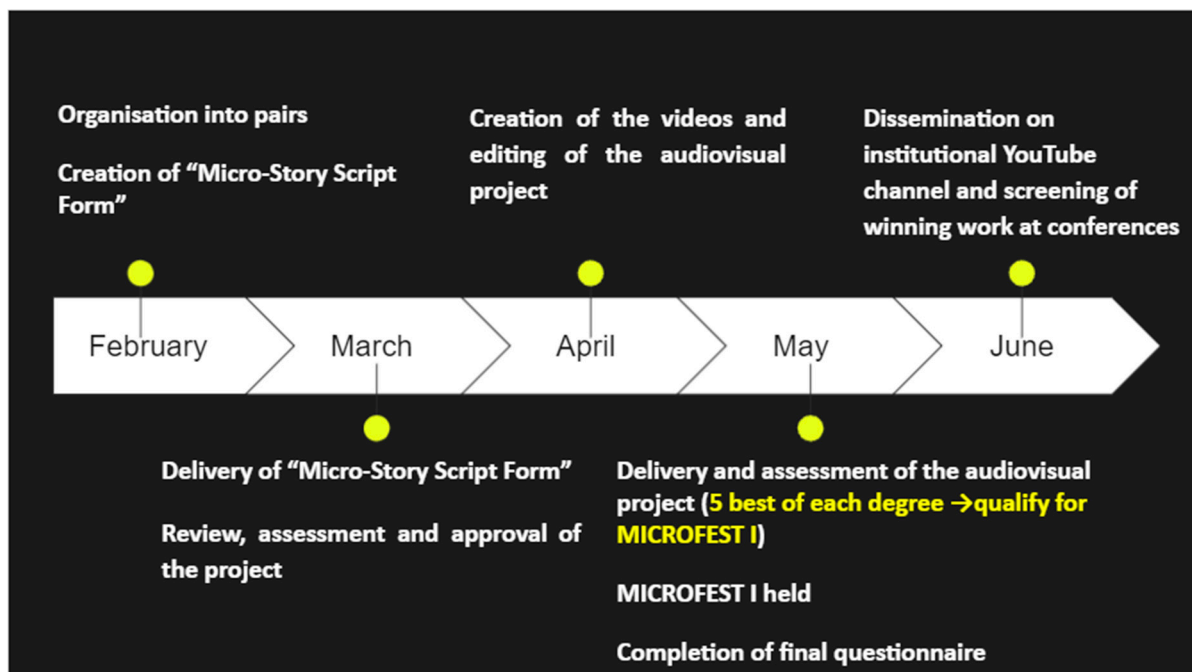 Organisation into pairs
Creation of “Micro-Story Script
Form”
Creation of the videos and
editing of the audiovisual
project
Dissemination on
institutional YouTube
channel and screening of
winning work at conferences
February
March
April
May
June
Delivery of “Micro-Story Script Form”
Review, assessment and approval of
the project
Delivery and assessment of the audiovisual
project (5 best of each degree →qualify for
MICROFEST I)
MICROFEST I held
Completion of final questionnaire